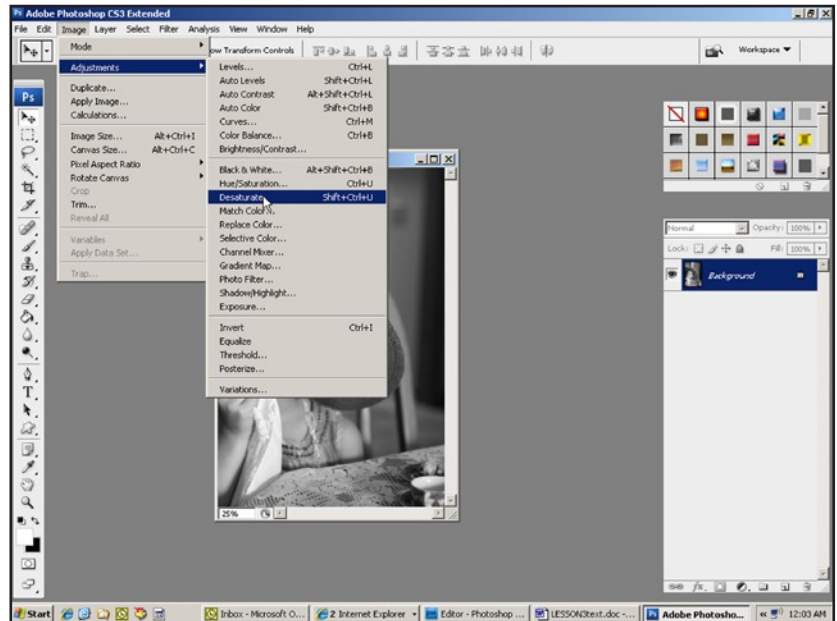 Adobe Photoshop CS3 Extended
File Edit Image Layer Select Filter Analysis View Window Help
ow Transform Controls
Workspace
Mode
Adjustments
Duplicate...
Apply Image...
Calculations...
Image Size... Alt+Ctrl+I
Canvas Size... Alt+Ctrl+C
Pixel Aspect Ratio
Rotate Canvas
Crop
Trim...
Reveal All
Variables
Apply Data Set...
Trap...
Levels... Ctrl+L
Auto Levels Shift+Ctrl+L
Auto Contrast Alt+Shift+Ctrl+L
Auto Color Shift+Ctrl+B
Curves... Ctrl+M
Color Balance... Ctrl+B
Brightness/Contrast...
Black & White... Alt+Shift+Ctrl+B
Hue/Saturation... Ctrl+U
Desaturate Shift+Ctrl+U
Match Color...
Replace Color...
Selective Color...
Channel Mixer...
Gradient Map...
Photo Filter...
Shadow/Highlight...
Exposure...
Invert Ctrl+I
Equalize
Threshold...
Posterize...
Variations...
25%
Ps
T
Normal Opacity: 100%
Lock: Fill: 100%
Background
fx
Start
Inbox - Microsoft O...
2 Internet Explorer
Editor - Photoshop ...
LESSON3text.doc -...
Ps Adobe Photosho...
12:03 AM